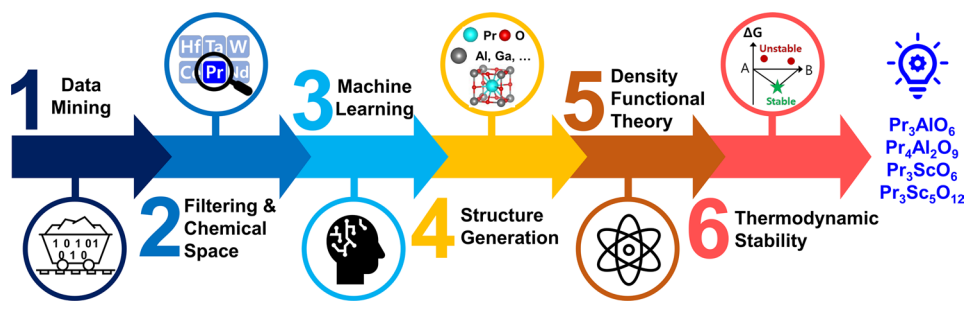 1
Data
Mining
Hf Ta W
Pr
2
Filtering &
Chemical
Space
3
Machine
Learning
Pr O
Al, Ga, ...
4
Structure
Generation
5
Density
Functional
Theory
ΔG
Unstable
A
B
Stable
6
Thermodynamic
Stability
1 0 1 01
0 1 0
Pr₃AlO₆
Pr₄Al₂O₉
Pr₃ScO₆
Pr₃Sc₅O₁₂